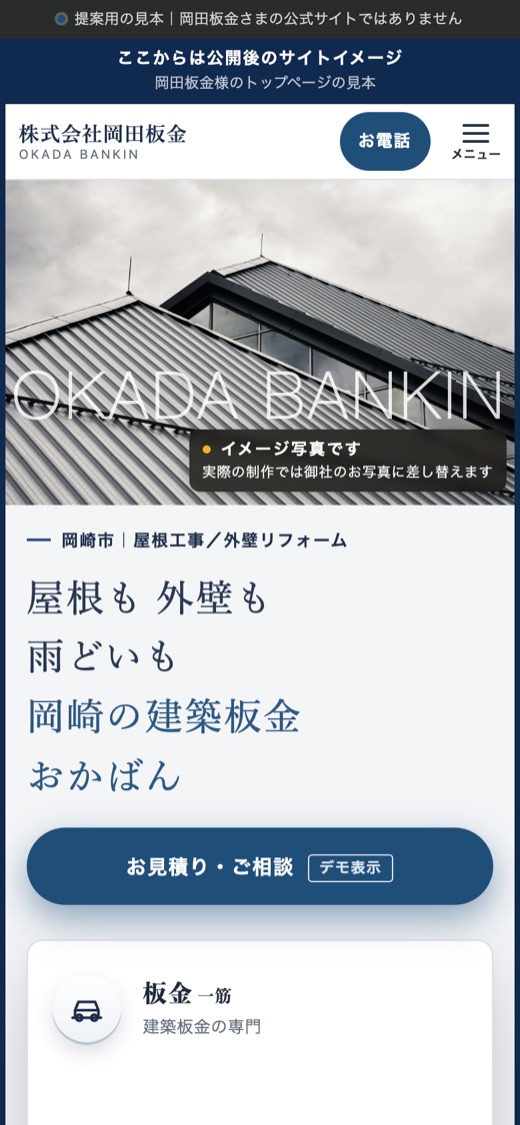 提案用の見本｜岡田板金さまの公式サイトではありません
ここからは公開後のサイトイメージ
岡田板金様のトップページの見本
株式会社岡田板金
OKADA BANKIN
お電話
メニュー
OKADA BANKIN
イメージ写真です
実際の制作では御社のお写真に差し替えます
岡崎市｜屋根工事／外壁リフォーム
屋根も 外壁も
雨どいも
岡崎の建築板金
おかばん
お見積り・ご相談 デモ表示
板金 一筋
建築板金の専門